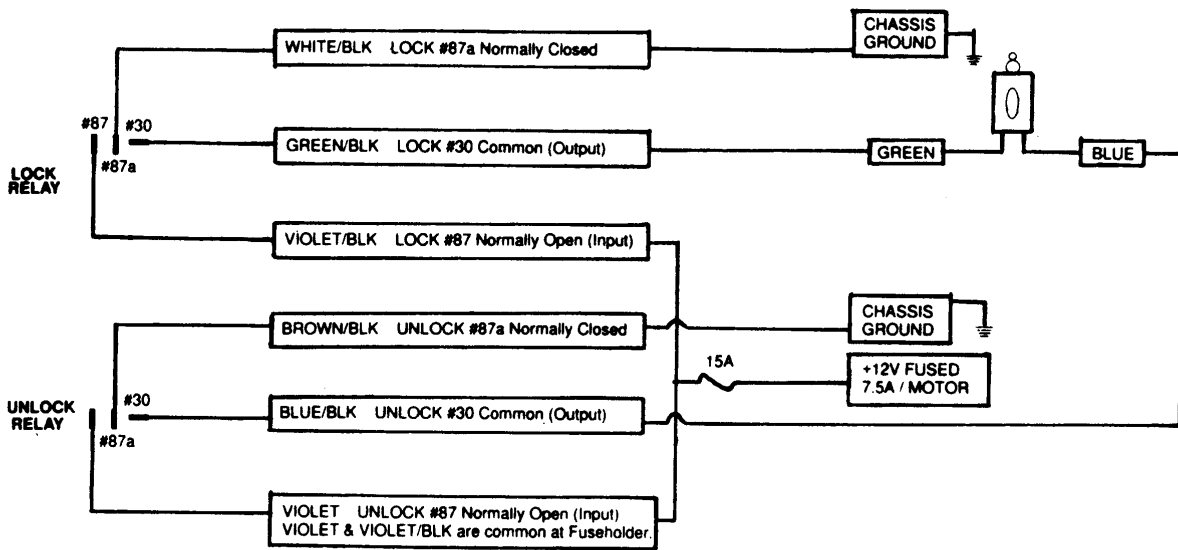 WHITE/BLK LOCK #87a Normally Closed
CHASSIS
GROUND
#87
#30
#87a
LOCK
RELAY
GREEN/BLK LOCK #30 Common (Output)
GREEN
BLUE
VIOLET/BLK LOCK #87 Normally Open (Input)
BROWN/BLK UNLOCK #87a Normally Closed
CHASSIS
GROUND
15A
+12V FUSED
7.5A / MOTOR
#30
#87a
UNLOCK
RELAY
BLUE/BLK UNLOCK #30 Common (Output)
VIOLET UNLOCK #87 Normally Open (Input)
VIOLET & VIOLET/BLK are common at Fuseholder.